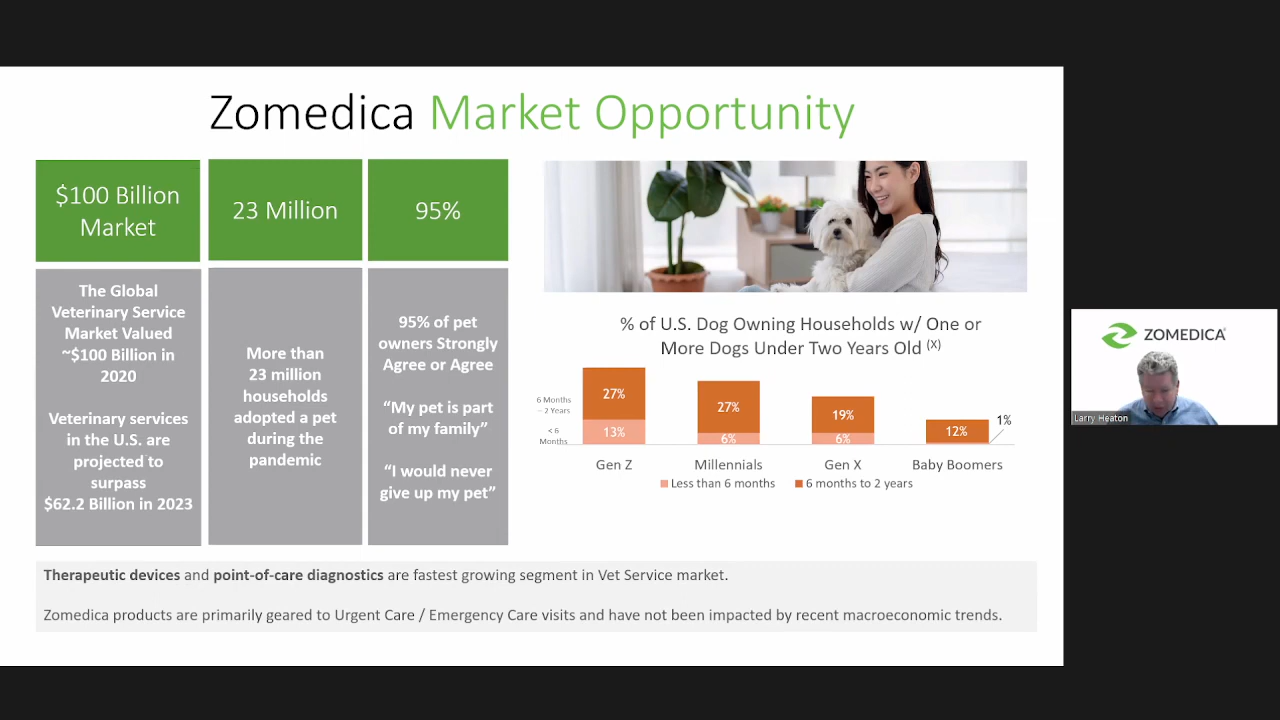 Zomedica Market Opportunity
$100 Billion
Market
23 Million
95%
The Global
Veterinary Service
Market Valued
~$100 Billion in
2020
Veterinary services
in the U.S. are
projected to
surpass
$62.2 Billion in 2023
More than
23 million
households
adopted a pet
during the
pandemic
95% of pet
owners Strongly
Agree or Agree
“My pet is part
of my family”
“I would never
give up my pet”
% of U.S. Dog Owning Households w/ One or
More Dogs Under Two Years Old (X)
6 Months
– 2 Years
< 6
Months
27%
13%
27%
6%
19%
6%
12%
1%
Gen Z
Millennials
Gen X
Baby Boomers
Less than 6 months
6 months to 2 years
Therapeutic devices and point-of-care diagnostics are fastest growing segment in Vet Service market.
Zomedica products are primarily geared to Urgent Care / Emergency Care visits and have not been impacted by recent macroeconomic trends.
ZOMEDICA
Larry Heaton